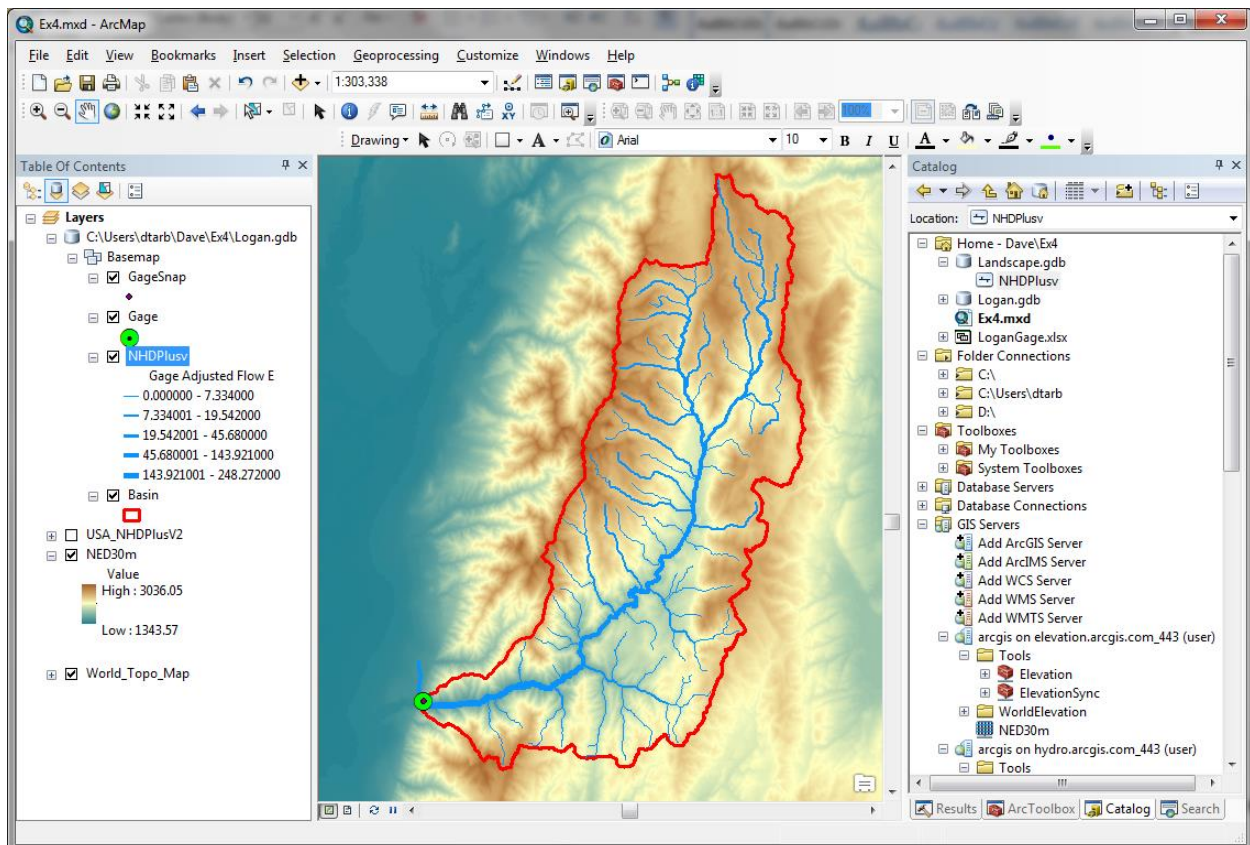 Ex4.mxd - ArcMap
File Edit View Bookmarks Insert Selection Geoprocessing Customize Windows Help
1:303,338
100%
Drawing Arial 10 B I U A
Table Of Contents
Layers
C:\Users\dtarb\Dave\Ex4\Logan.gdb
Basemap
GageSnap
Gage
NHDPlusv
Gage Adjusted Flow E
0.000000 - 7.334000
7.334001 - 19.542000
19.542001 - 45.680000
45.680001 - 143.921000
143.921001 - 248.272000
Basin
USA_NHDPlusV2
NED30m
Value
High : 3036.05
Low : 1343.57
World_Topo_Map
Catalog
Location: NHDPlusv
Home - Dave\Ex4
Landscape.gdb
NHDPlusv
Logan.gdb
Ex4.mxd
LoganGage.xlsx
Folder Connections
C:\
C:\Users\dtarb
D:\
Toolboxes
My Toolboxes
System Toolboxes
Database Servers
Database Connections
GIS Servers
Add ArcGIS Server
Add ArcIMS Server
Add WCS Server
Add WMS Server
Add WMTS Server
arcgis on elevation.arcgis.com_443 (user)
Tools
Elevation
ElevationSync
WorldElevation
NED30m
arcgis on hydro.arcgis.com_443 (user)
Tools
Results ArcToolbox Catalog Search